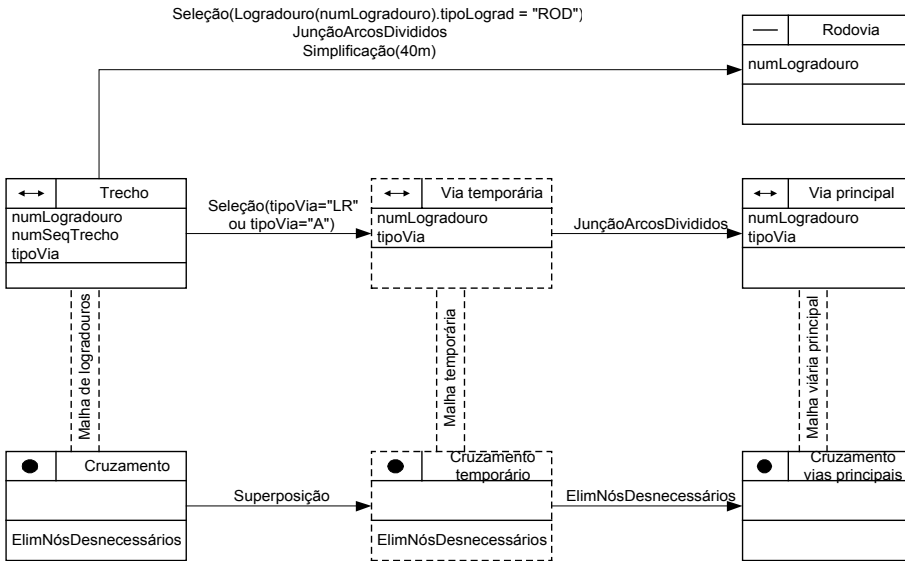 Seleção(Logradouro(numLogradouro).tipoLograd = "ROD")
JunçãoArcosDivididos
Simplificação(40m)
Rodovia
numLogradouro
Trecho
numLogradouro
numSeqTrecho
tipoVia
Seleção(tipoVia="LR"
ou tipoVia="A")
Via temporária
numLogradouro
tipoVia
JunçãoArcosDivididos
Via principal
numLogradouro
tipoVia
Malha de logradouros
Malha temporária
Malha viária principal
Cruzamento
ElimNósDesnecessários
Superposição
Cruzamento
temporário
ElimNósDesnecessários
ElimNósDesnecessários
Cruzamento
vias principais